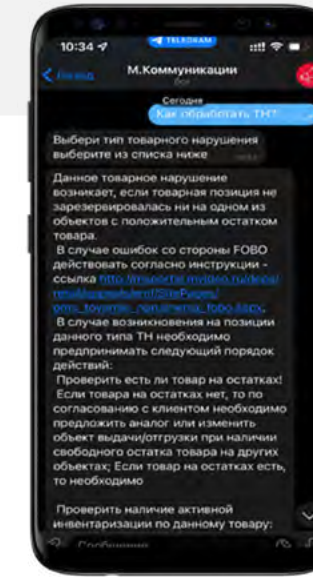 10:34
TELEGRAM
Назад
М.Коммуникации
бот
Сегодня
Как обработать ТН?
Выбери тип товарного нарушения
выберите из списка ниже
Данное товарное нарушение
возникает, если товарная позиция не
зарезервировалась ни на одном из
объектов с положительным остатком
товара.
В случае ошибок со стороны FOBO
действовать согласно инструкции -
ссылка
В случае возникновения на позиции
данного типа ТН необходимо
предпринимать следующий порядок
действий:
Проверить есть ли товар на остатках!
Если товара на остатках нет, то по
согласованию с клиентом необходимо
предложить аналог или изменить
объект выдачи/отгрузки при наличии
свободного остатка товара на других
объектах; Если товар на остатках есть,
то необходимо
Проверить наличие активной
инвентаризации по данному товару:
Сообщение